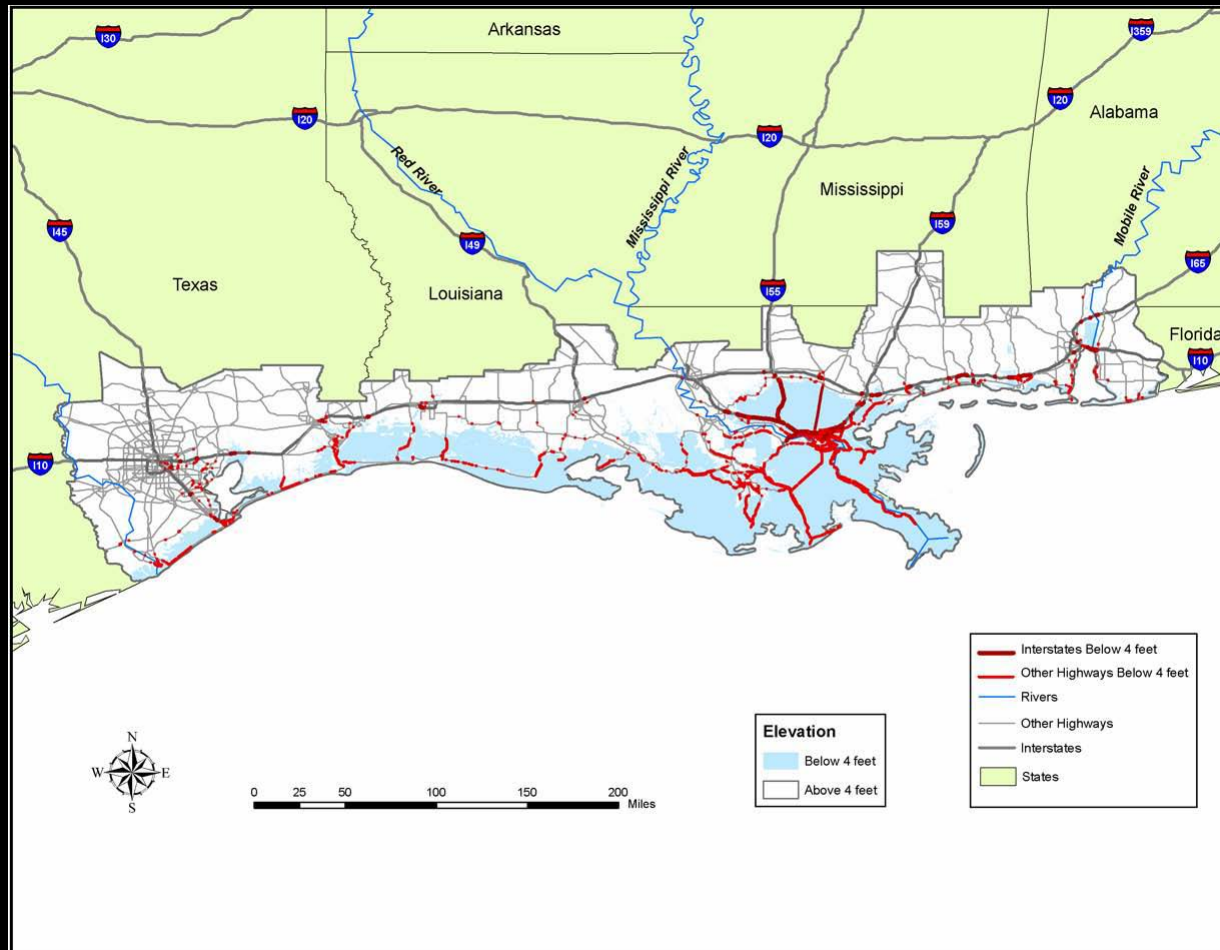 Arkansas
I30
I359
I20
I20
I20
Alabama
Red River
Mississippi River
Mississippi
Mobile River
I45
I49
I59
I65
Texas
Louisiana
I55
Florida
I10
I10
Interstates Below 4 feet
Other Highways Below 4 feet
Rivers
Other Highways
Interstates
States
Elevation
Below 4 feet
Above 4 feet
N
W E
S
0 25 50 100 150 200
Miles